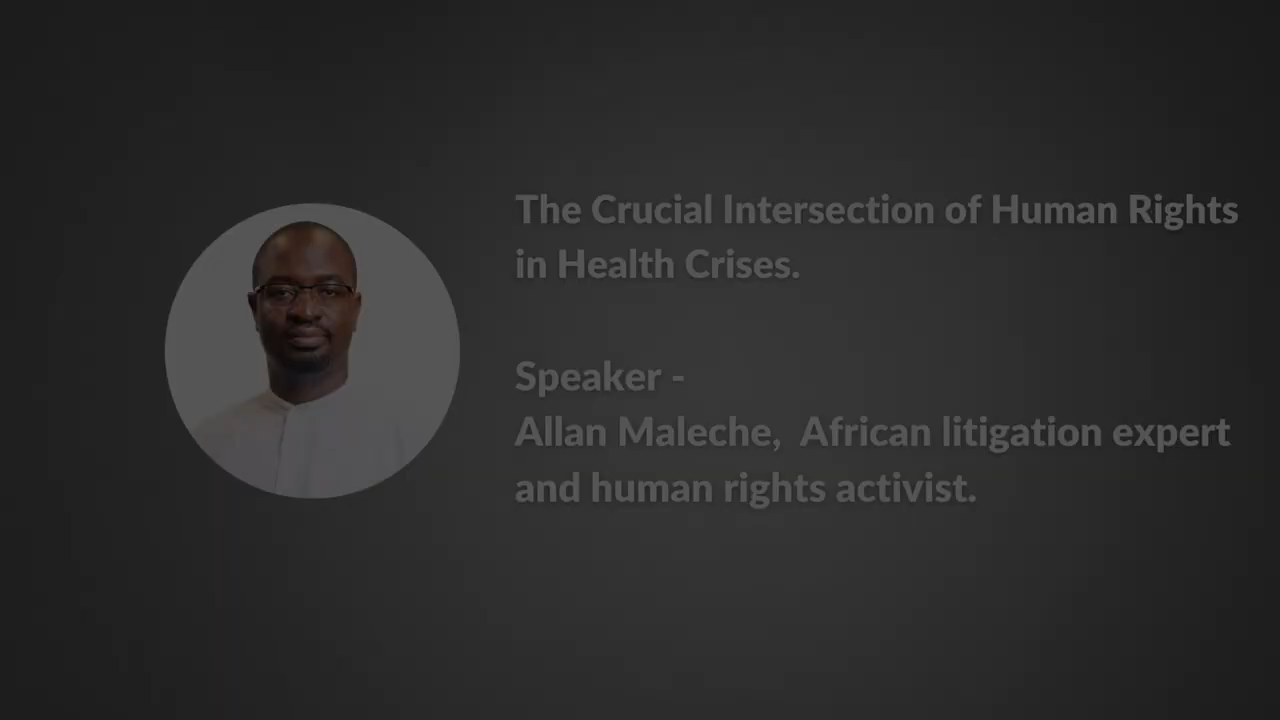 The Crucial Intersection of Human Rights
in Health Crises.
Speaker -
Allan Maleche,  African litigation expert
and human rights activist.